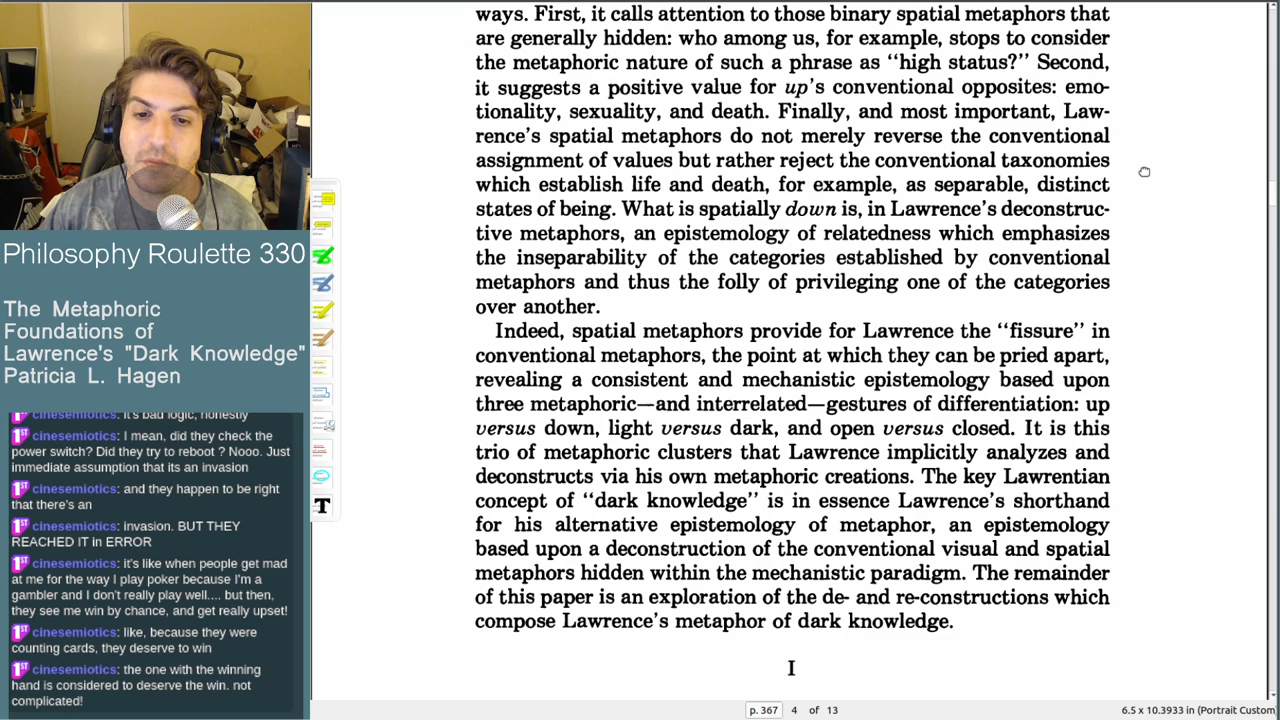 ways. First, it calls attention to those binary spatial metaphors that
are generally hidden: who among us, for example, stops to consider
the metaphoric nature of such a phrase as “high status?” Second,
it suggests a positive value for up’s conventional opposites: emo-
tionality, sexuality, and death. Finally, and most important, Law-
rence’s spatial metaphors do not merely reverse the conventional
assignment of values but rather reject the conventional taxonomies
which establish life and death, for example, as separable, distinct
states of being. What is spatially down is, in Lawrence’s deconstruc-
tive metaphors, an epistemology of relatedness which emphasizes
the inseparability of the categories established by conventional
metaphors and thus the folly of privileging one of the categories
over another.
Indeed, spatial metaphors provide for Lawrence the “fissure” in
conventional metaphors, the point at which they can be pried apart,
revealing a consistent and mechanistic epistemology based upon
three metaphoric—and interrelated—gestures of differentiation: up
versus down, light versus dark, and open versus closed. It is this
trio of metaphoric clusters that Lawrence implicitly analyzes and
deconstructs via his own metaphoric creations. The key Lawrentian
concept of “dark knowledge” is in essence Lawrence’s shorthand
for his alternative epistemology of metaphor, an epistemology
based upon a deconstruction of the conventional visual and spatial
metaphors hidden within the mechanistic paradigm. The remainder
of this paper is an exploration of the de- and re-constructions which
compose Lawrence’s metaphor of dark knowledge.
I
p. 367 4 of 13
6.5 x 10.3933 in (Portrait Custom
T
Philosophy Roulette 330
The Metaphoric
Foundations of
Lawrence's "Dark Knowledge"
Patricia L. Hagen
cinesemiotics: it's bad logic, honestly
cinesemiotics: I mean, did they check the
power switch? Did they try to reboot? Nooo. Just
immediate assumption that its an invasion
cinesemiotics: and they happen to be right
that there's an
cinesemiotics: invasion. BUT THEY
REACHED IT in ERROR
cinesemiotics: it's like when people get mad
at me for the way I play poker because I'm a
gambler and I don't really play well.... but then,
they see me win by chance, and get really upset!
cinesemiotics: like, because they were
counting cards, they deserve to win
cinesemiotics: the one with the winning
hand is considered to deserve the win. not
complicated!